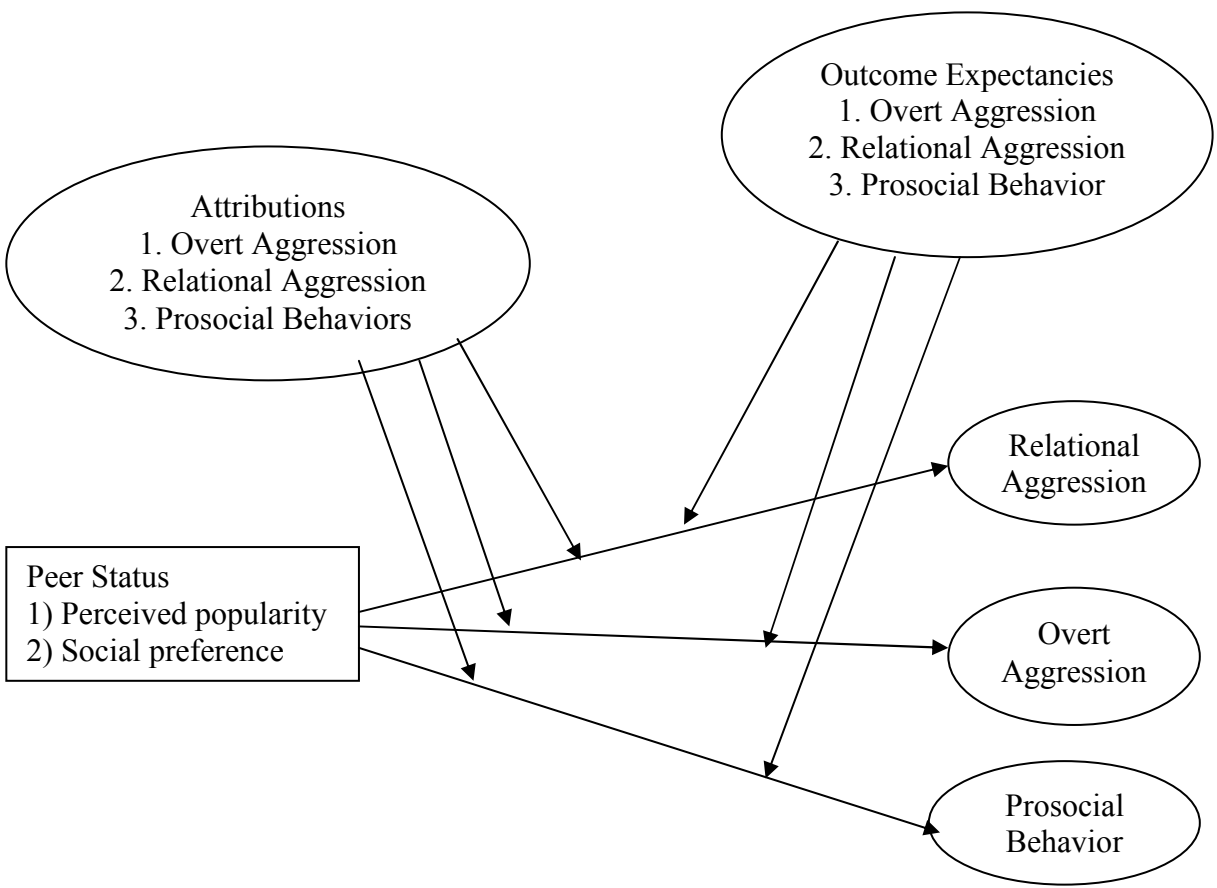 Outcome Expectancies
1. Overt Aggression
2. Relational Aggression
3. Prosocial Behavior
Attributions
1. Overt Aggression
2. Relational Aggression
3. Prosocial Behaviors
Relational
Aggression
Peer Status
1) Perceived popularity
2) Social preference
Overt
Aggression
Prosocial
Behavior